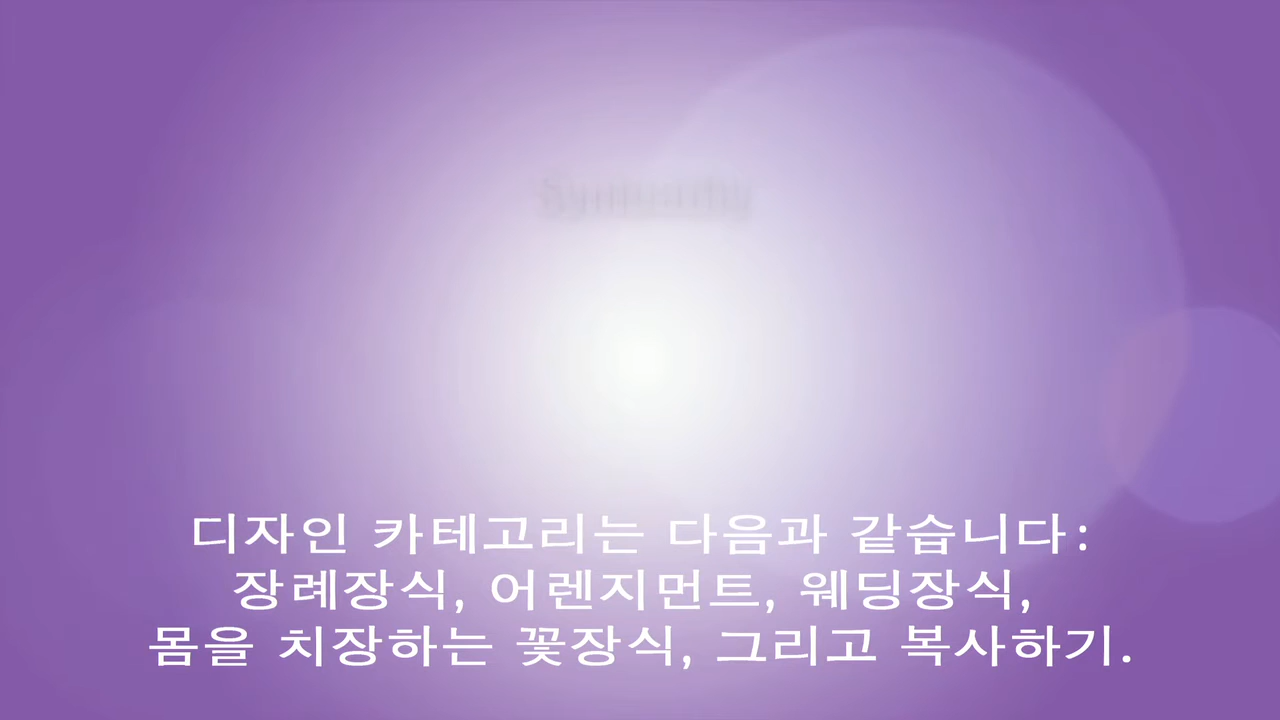 디자인 카테고리는 다음과 같습니다:
장례장식, 어렌지먼트, 웨딩장식,
몸을 치장하는 꽃장식, 그리고 복사하기.